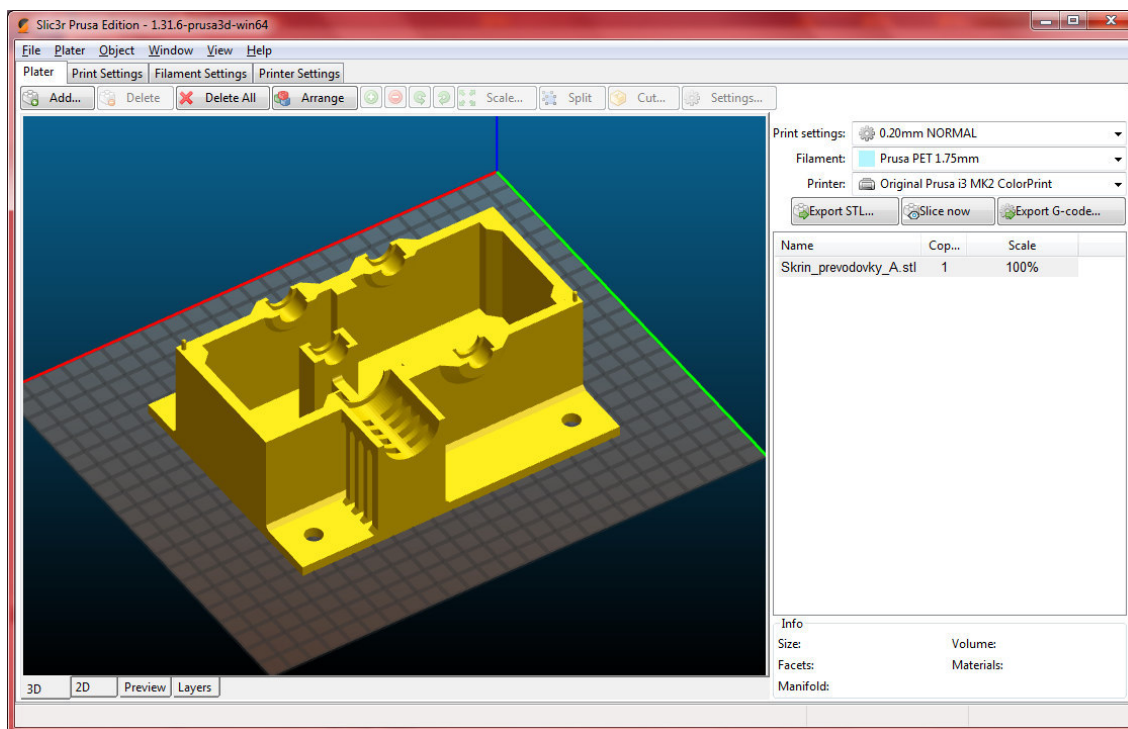 Slic3r Prusa Edition - 1.31.6-prusa3d-win64
File Plater Object Window View Help
Plater Print Settings Filament Settings Printer Settings
Add... Delete Delete All Arrange Scale... Split Cut... Settings...
Print settings: 0.20mm NORMAL
Filament: Prusa PET 1.75mm
Printer: Original Prusa i3 MK2 ColorPrint
Export STL... Slice now Export G-code...
Name Cop... Scale
Skrin_prevodovky_A.stl 1 100%
Info
Size: Volume:
Facets: Materials:
Manifold:
3D 2D Preview Layers